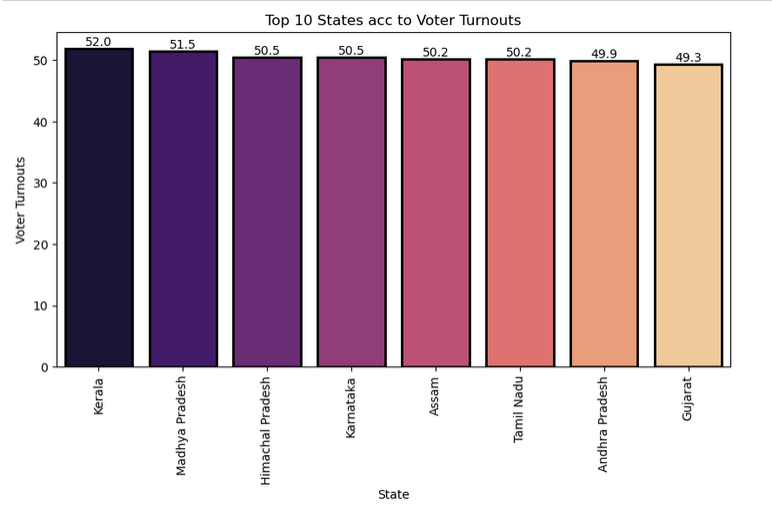 Top 10 States acc to Voter Turnouts
52.0
51.5
50.5
50.5
50.2
50.2
49.9
49.3
50
40
30
20
10
0
Voter Turnouts
Kerala
Madhya Pradesh
Himachal Pradesh
Karnataka
Assam
Tamil Nadu
Andhra Pradesh
Gujarat
State